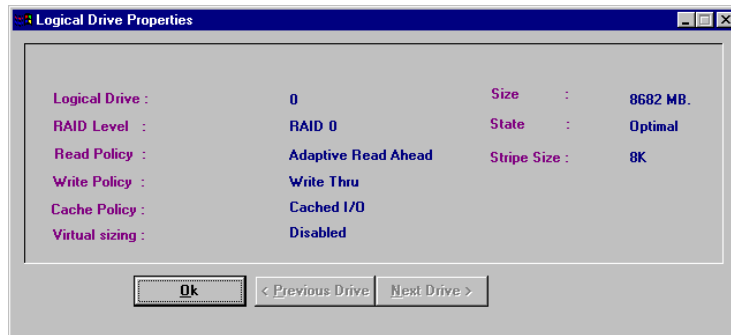 Logical Drive Properties
Logical Drive : 0
Size : 8682 MB.
RAID Level : RAID 0
State : Optimal
Read Policy : Adaptive Read Ahead
Stripe Size : 8K
Write Policy : Write Thru
Cache Policy : Cached I/O
Virtual sizing : Disabled
Ok
< Previous Drive
Next Drive >